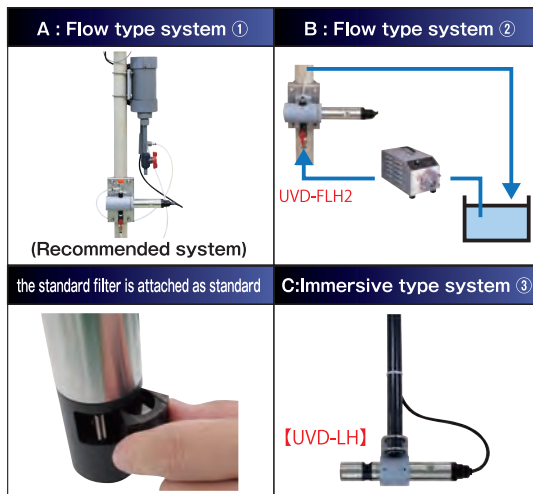 A : Flow type system ①
B : Flow type system ②
UVD-FLH2
(Recommended system)
the standard filter is attached as standard
C:Immersive type system ③
【UVD-LH】